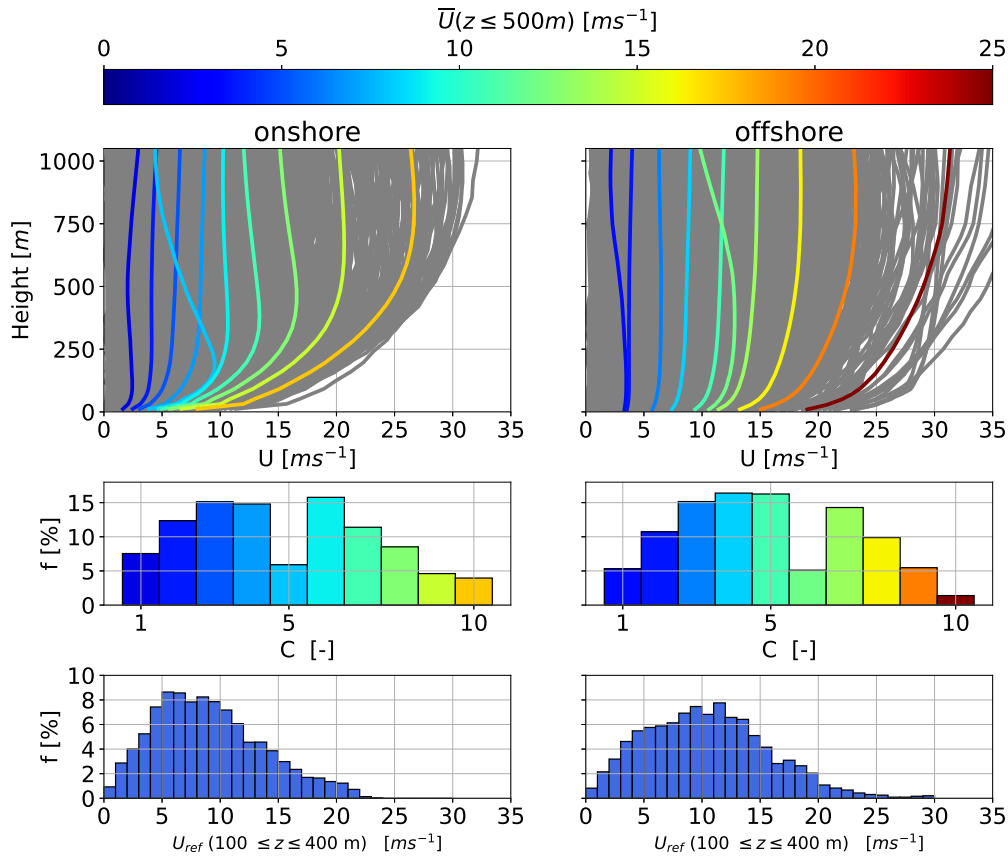 U̅(z ≤ 500m) [ms⁻¹]
0 5 10 15 20 25
onshore offshore
Height [m]
1000
750
500
250
0
0 5 10 15 20 25 30 35
0 5 10 15 20 25 30 35
U [ms⁻¹] U [ms⁻¹]
f [%]
15
10
5
0
15
10
5
0
1 5 10
1 5 10
C [-] C [-]
f [%]
10
8
6
4
2
0
0 5 10 15 20 25 30 35
0 5 10 15 20 25 30 35
U_ref (100 ≤ z ≤ 400 m) [ms⁻¹] U_ref (100 ≤ z ≤ 400 m) [ms⁻¹]